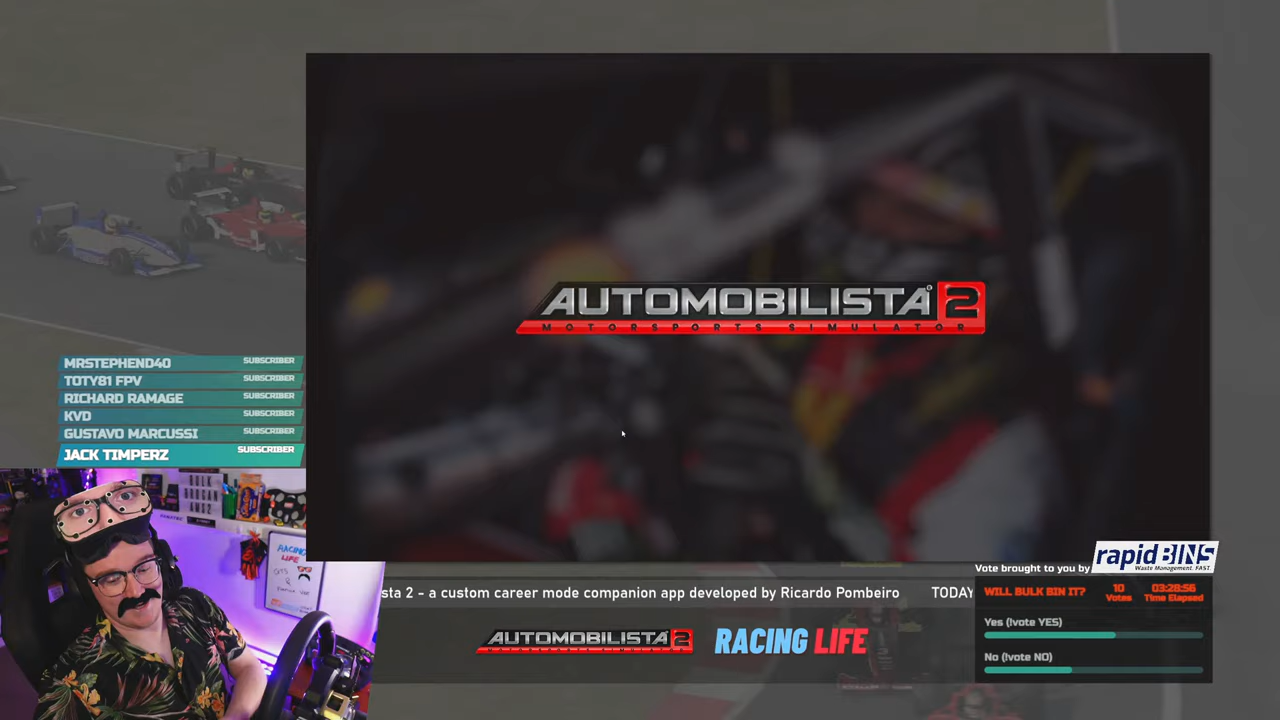 AUTOMOBILISTA 2
MOTORSPORTS SIMULATOR
MRSTEPHEND40 SUBSCRIBER
TOTY81 FPV SUBSCRIBER
RICHARD RAMAGE SUBSCRIBER
KVD SUBSCRIBER
GUSTAVO MARCUSSI SUBSCRIBER
JACK TIMPERZ SUBSCRIBER
RACING
LIFE
Vote brought to you by
rapidBINS
Waste Management. FAST.
sta 2 - a custom career mode companion app developed by Ricardo Pombeiro TODAY
WILL BULK BIN IT? 10 Votes 03:28:56 Time Elapsed
Yes (!vote YES)
No (!vote NO)
AUTOMOBILISTA 2
RACING LIFE